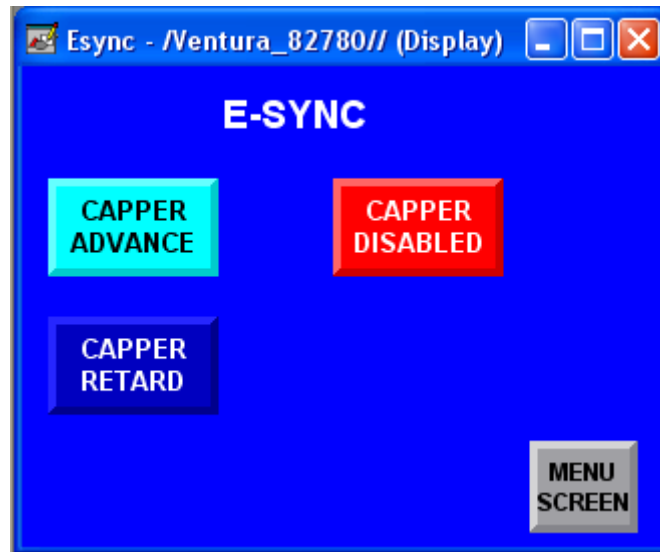 Esync - /Ventura_82780// (Display)
E-SYNC
CAPPER
ADVANCE
CAPPER
DISABLED
CAPPER
RETARD
MENU
SCREEN